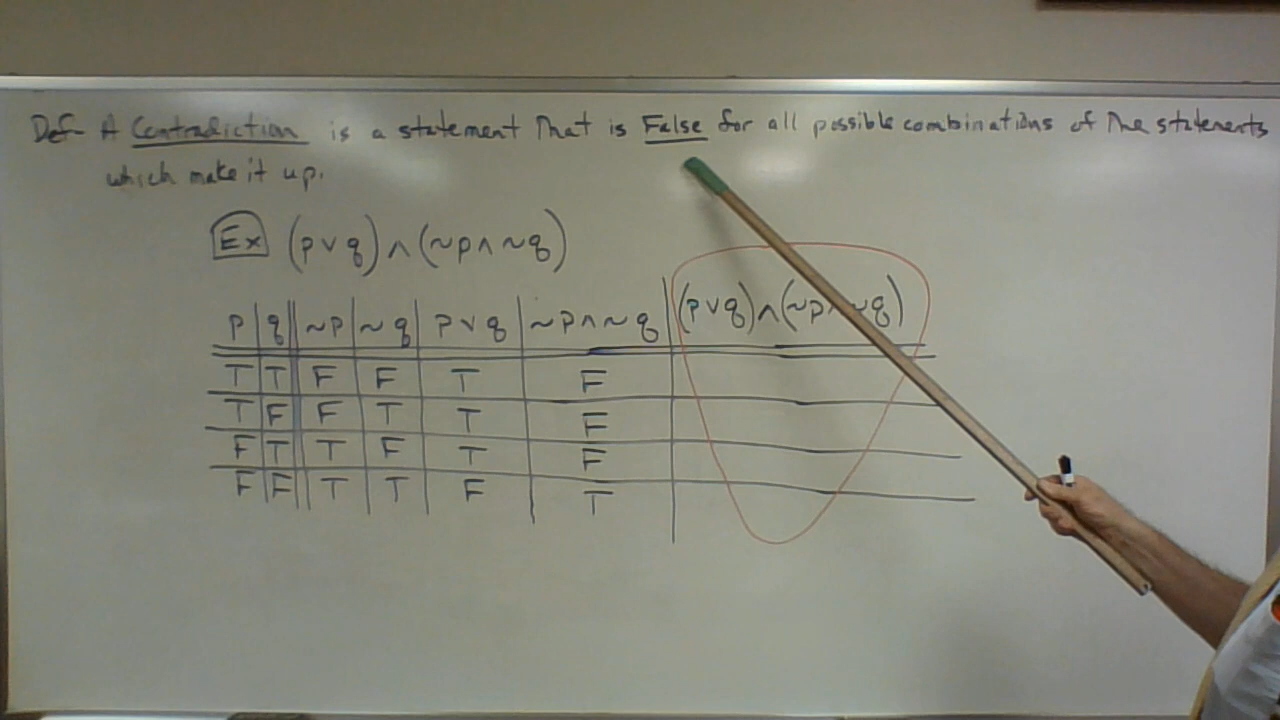 Def- A Contradiction is a statement that is False for all possible combinations of the statements
which make it up.
Ex (p ∨ q) ∧ (~p ∧ ~q)
p q ~p ~q p ∨ q ~p ∧ ~q (p ∨ q) ∧ (~p ∧ ~q)
T T F F T F
T F F T T F
F T T F T F
F F T T F T